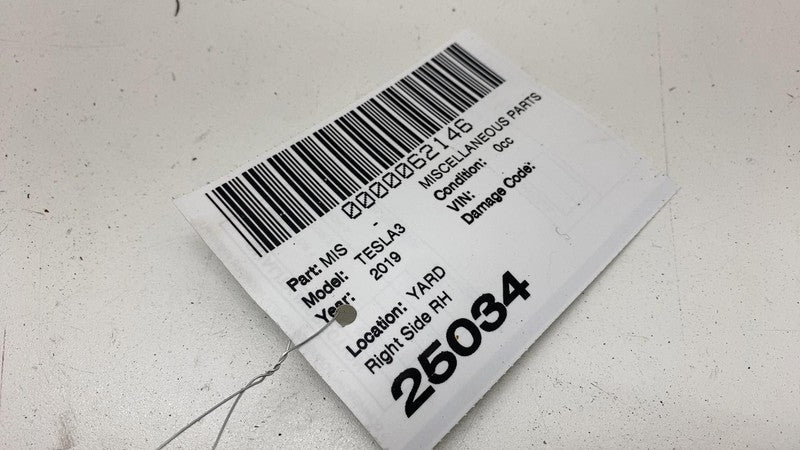 0000062146
Part: MIS - MISCELLANEOUS PARTS
Model: TESLA3 Condition: 0cc
Year: 2019 VIN:
Damage Code:
Location: YARD
Right Side RH
25034